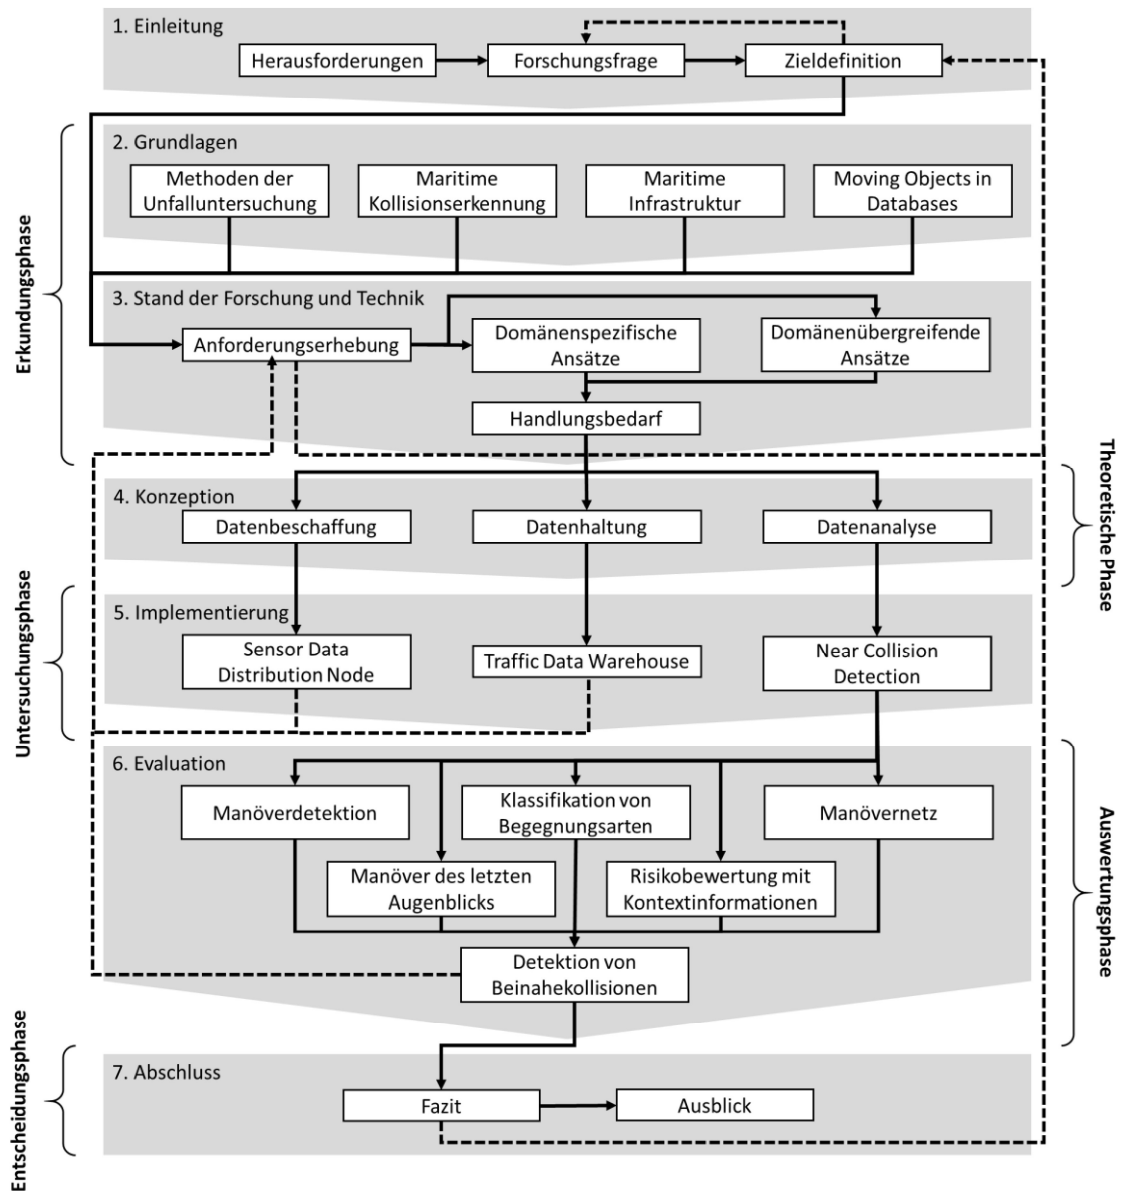 1. Einleitung
Herausforderungen
Forschungsfrage
Zieldefinition
Erkundungsphase
2. Grundlagen
Methoden der
Unfalluntersuchung
Maritime
Kollisionserkennung
Maritime
Infrastruktur
Moving Objects in
Databases
3. Stand der Forschung und Technik
Anforderungserhebung
Domänenspezifische
Ansätze
Domänenübergreifende
Ansätze
Handlungsbedarf
Theoretische Phase
4. Konzeption
Datenbeschaffung
Datenhaltung
Datenanalyse
Untersuchungsphase
5. Implementierung
Sensor Data
Distribution Node
Traffic Data Warehouse
Near Collision
Detection
Auswertungsphase
6. Evaluation
Manöverdetektion
Klassifikation von
Begegnungsarten
Manövernetz
Manöver des letzten
Augenblicks
Risikobewertung mit
Kontextinformationen
Detektion von
Beinahekollisionen
Entscheidungsphase
7. Abschluss
Fazit
Ausblick